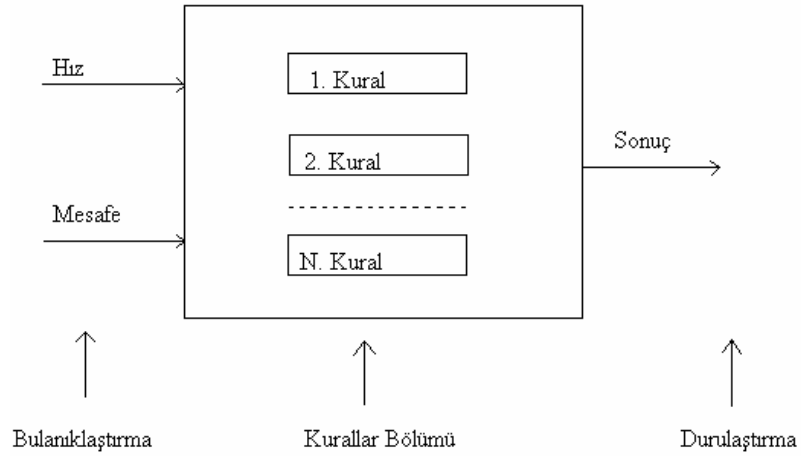 Hız
1. Kural
2. Kural
Sonuç
Mesafe
N. Kural
Bulanıklaştırma
Kurallar Bölümü
Durulaştırma